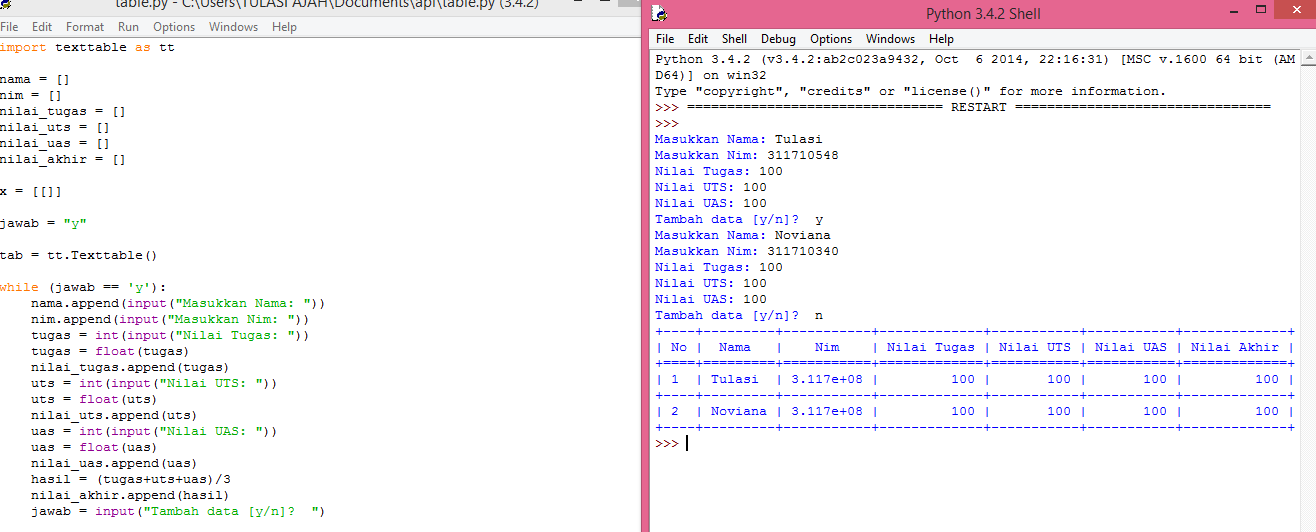 table.py - C:\Users\TULASI AJAH\Documents\api\table.py (3.4.2)
File Edit Format Run Options Windows Help
import texttable as tt
nama = []
nim = []
nilai_tugas = []
nilai_uts = []
nilai_uas = []
nilai_akhir = []
x = [[]]
jawab = "y"
tab = tt.Texttable()
while (jawab == 'y'):
    nama.append(input("Masukkan Nama: "))
    nim.append(input("Masukkan Nim: "))
    tugas = int(input("Nilai Tugas: "))
    tugas = float(tugas)
    nilai_tugas.append(tugas)
    uts = int(input("Nilai UTS: "))
    uts = float(uts)
    nilai_uts.append(uts)
    uas = int(input("Nilai UAS: "))
    uas = float(uas)
    nilai_uas.append(uas)
    hasil = (tugas+uts+uas)/3
    nilai_akhir.append(hasil)
    jawab = input("Tambah data [y/n]?  ")
Python 3.4.2 Shell
File Edit Shell Debug Options Windows Help
Python 3.4.2 (v3.4.2:ab2c023a9432, Oct  6 2014, 22:16:31) [MSC v.1600 64 bit (AM
D64)] on win32
Type "copyright", "credits" or "license()" for more information.
>>> ================================ RESTART ================================
>>>
Masukkan Nama: Tulasi
Masukkan Nim: 311710548
Nilai Tugas: 100
Nilai UTS: 100
Nilai UAS: 100
Tambah data [y/n]?  y
Masukkan Nama: Noviana
Masukkan Nim: 311710340
Nilai Tugas: 100
Nilai UTS: 100
Nilai UAS: 100
Tambah data [y/n]?  n
+----+---------+-----------+-------------+-----------+-----------+-------------+
| No |  Nama   |    Nim    | Nilai Tugas | Nilai UTS | Nilai UAS | Nilai Akhir |
+====+=========+===========+=============+===========+===========+=============+
| 1  | Tulasi  | 3.117e+08 |         100 |       100 |       100 |         100 |
+----+---------+-----------+-------------+-----------+-----------+-------------+
| 2  | Noviana | 3.117e+08 |         100 |       100 |       100 |         100 |
+----+---------+-----------+-------------+-----------+-----------+-------------+
>>>